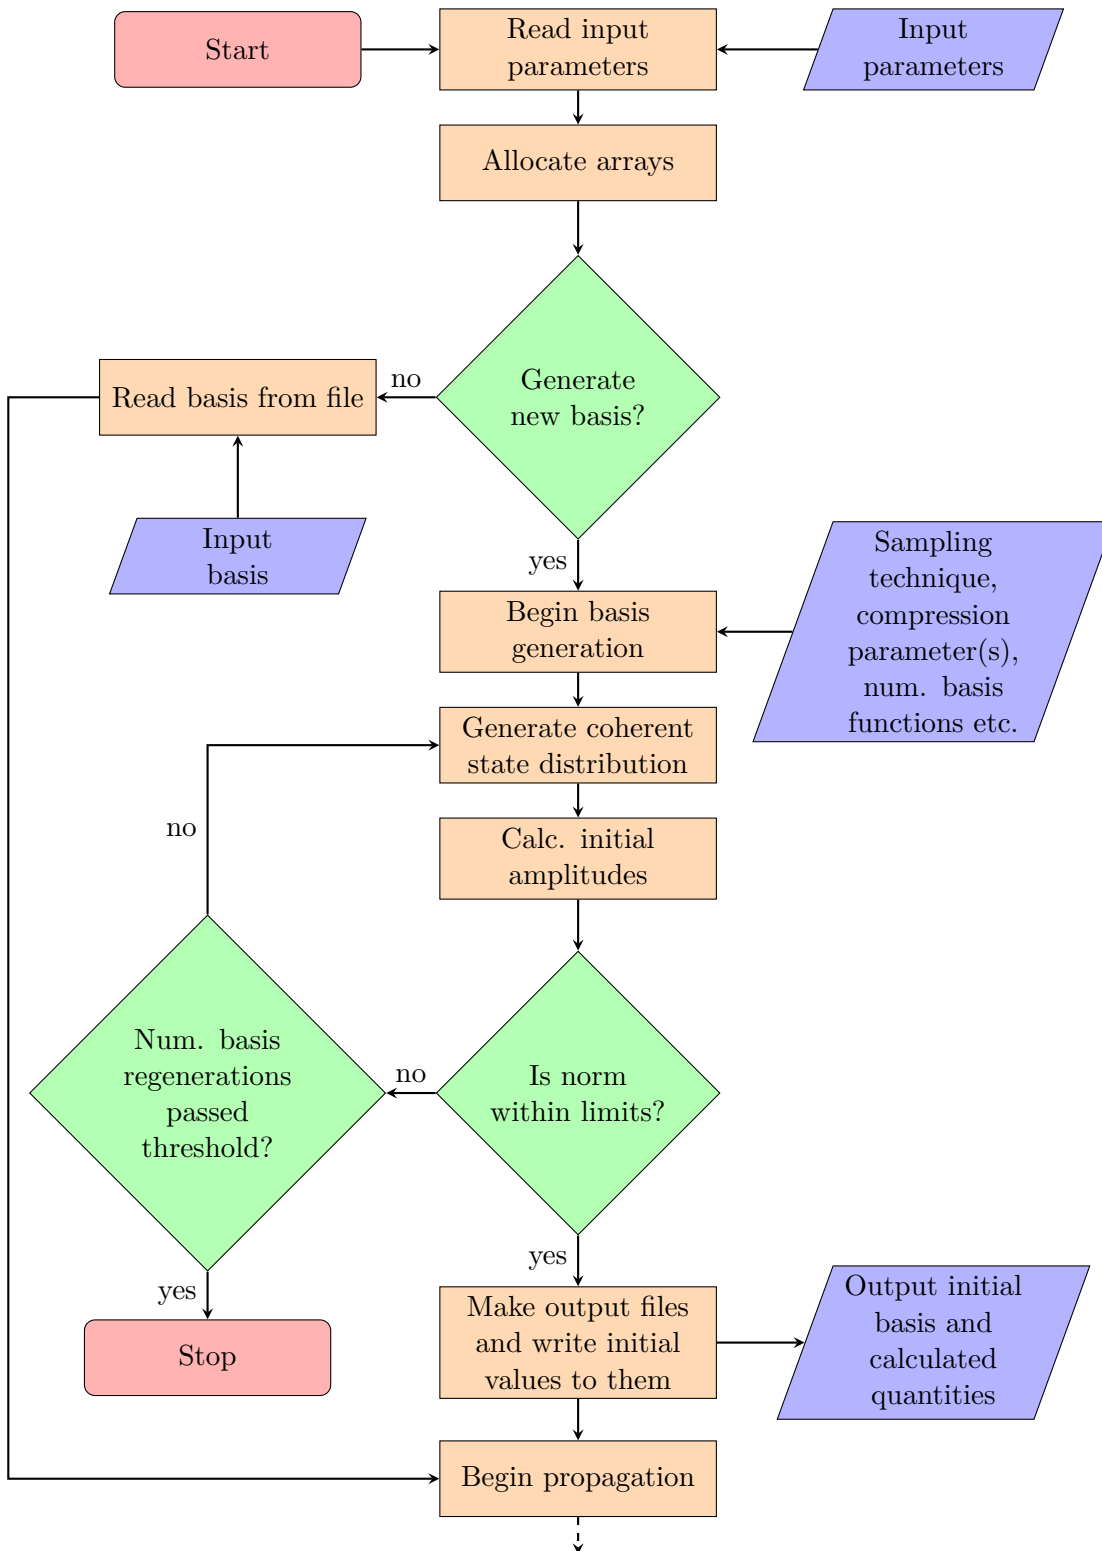 Start
Read input
parameters
Input
parameters
Allocate arrays
Generate
new basis?
no
Read basis from file
Input
basis
yes
Sampling
technique,
compression
parameter(s),
num. basis
functions etc.
Begin basis
generation
Generate coherent
state distribution
no
Calc. initial
amplitudes
Num. basis
regenerations
passed
threshold?
no
Is norm
within limits?
yes
yes
Stop
Make output files
and write initial
values to them
Output initial
basis and
calculated
quantities
Begin propagation